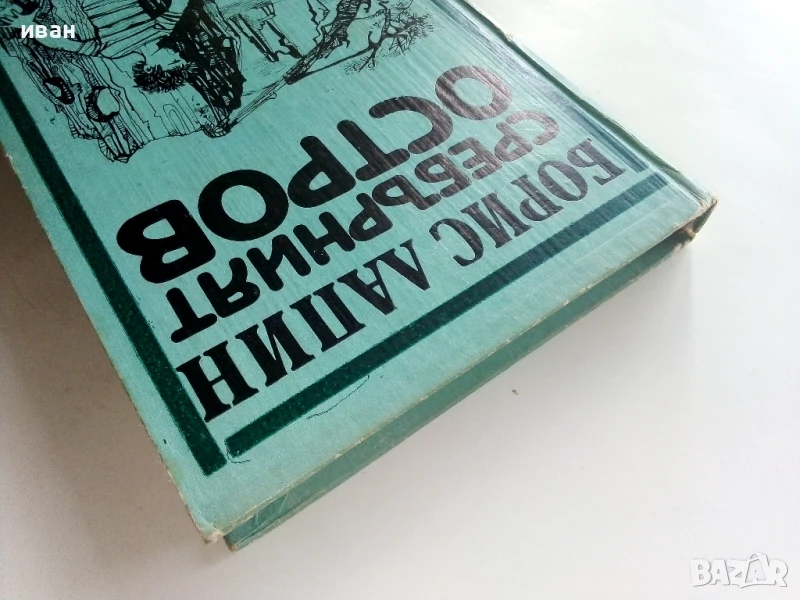 иван
БОРИС ЛАПИН
СРЕБЪРНИЯТ
ОСТРОВ
BAZAR